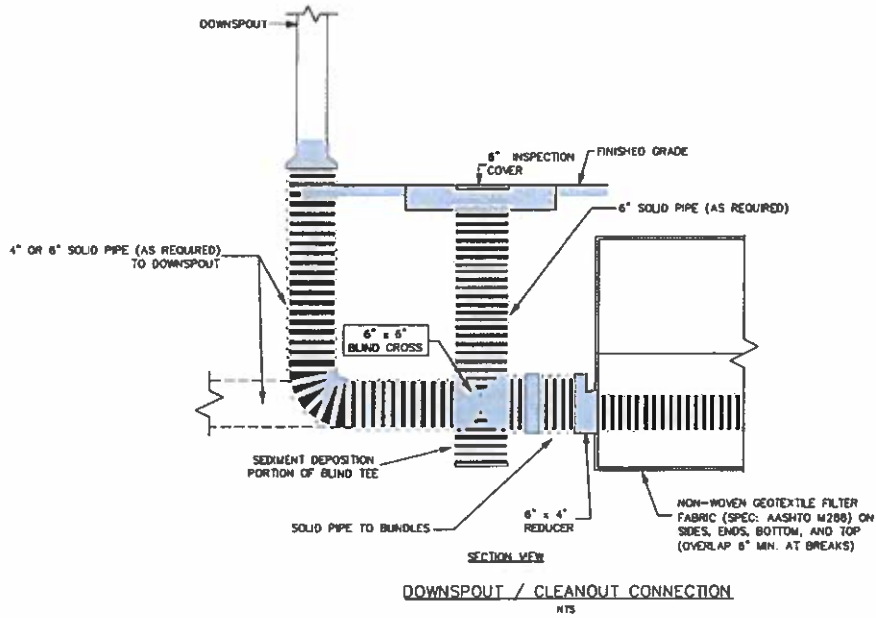 DOWNSPOUT
6" INSPECTION
COVER
FINISHED GRADE
6" SOLID PIPE (AS REQUIRED)
4" OR 6" SOLID PIPE (AS REQUIRED)
TO DOWNSPOUT
6" x 6"
BLIND CROSS
SEDIMENT DEPOSITION
PORTION OF BLIND TEE
SOLID PIPE TO BUNDLES
6" x 4"
REDUCER
NON-WOVEN GEOTEXTILE FILTER
FABRIC (SPEC: AASHTO M288) ON
SIDES, ENDS, BOTTOM, AND TOP
(OVERLAP 6" MIN. AT BREAKS)
SECTION VIEW
DOWNSPOUT / CLEANOUT CONNECTION
NTS